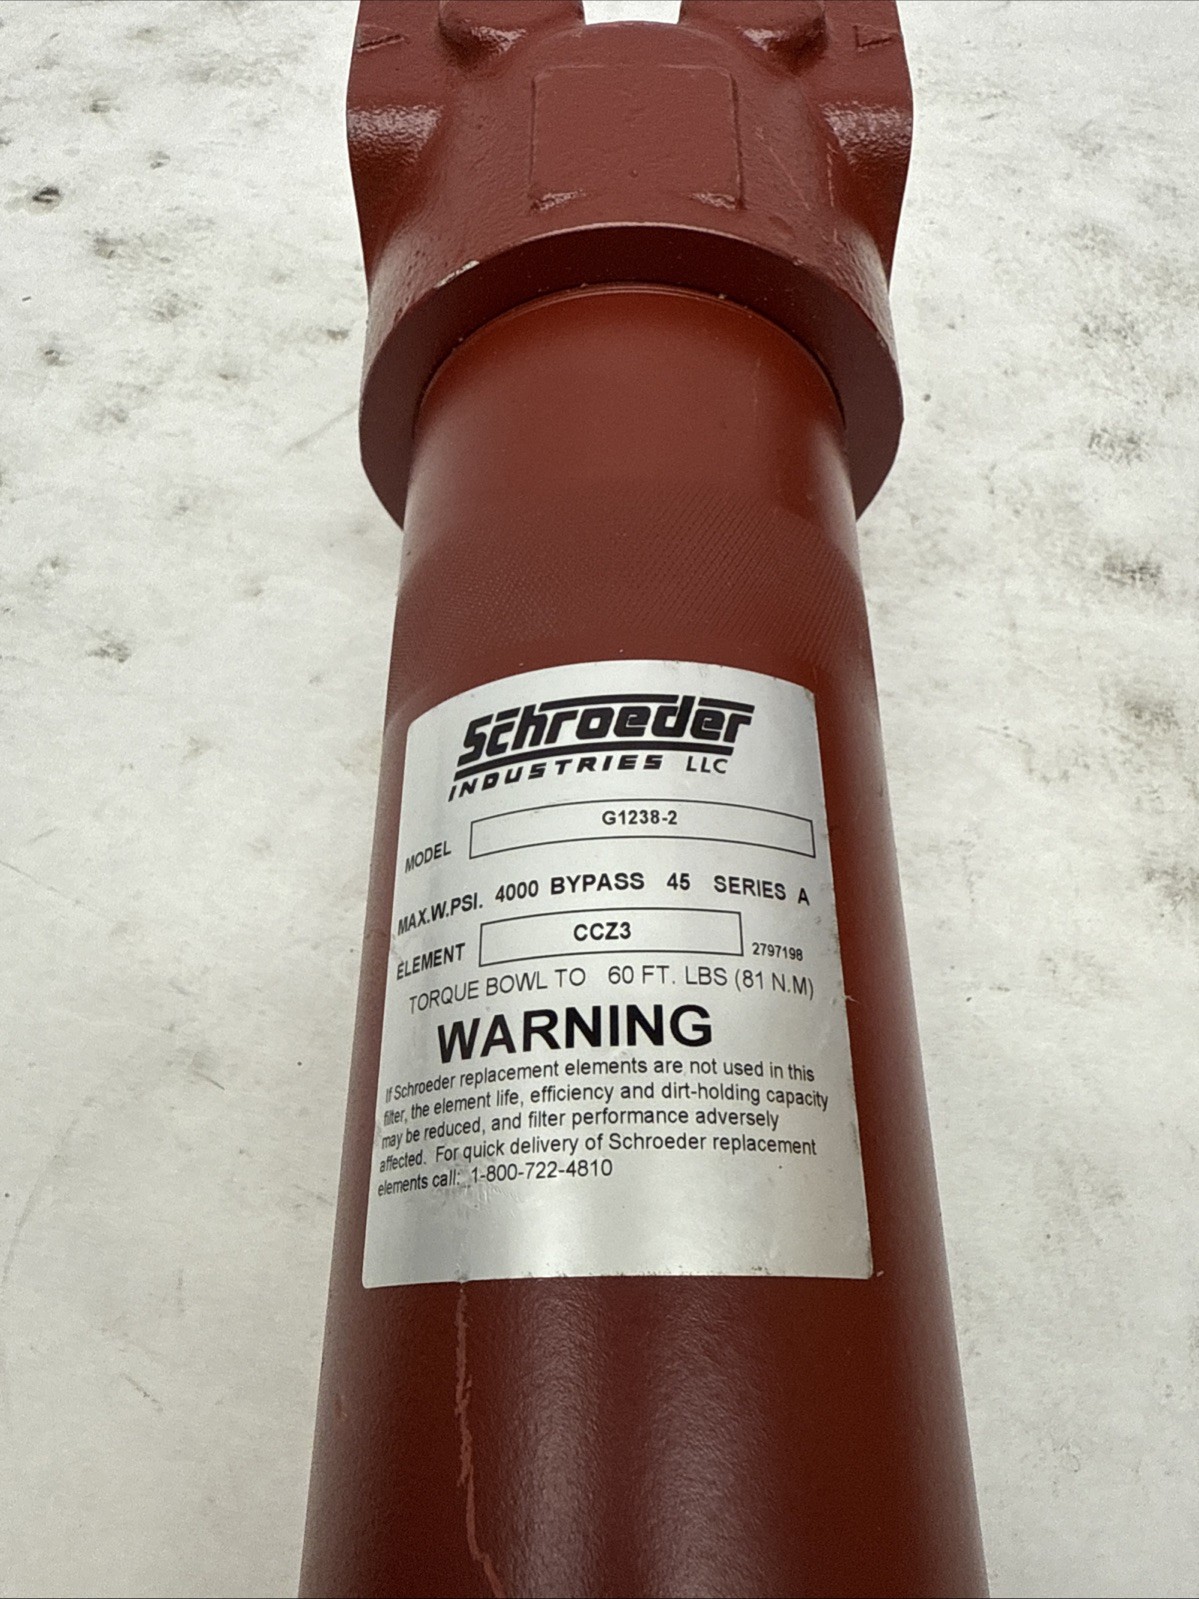 Schroeder
INDUSTRIES LLC
MODEL G1238-2
MAX.W.PSI. 4000 BYPASS 45 SERIES A
ELEMENT CCZ3 2797198
TORQUE BOWL TO 60 FT. LBS (81 N.M)
WARNING
If Schroeder replacement elements are not used in this
filter, the element life, efficiency and dirt-holding capacity
may be reduced, and filter performance adversely
affected. For quick delivery of Schroeder replacement
elements call: 1-800-722-4810